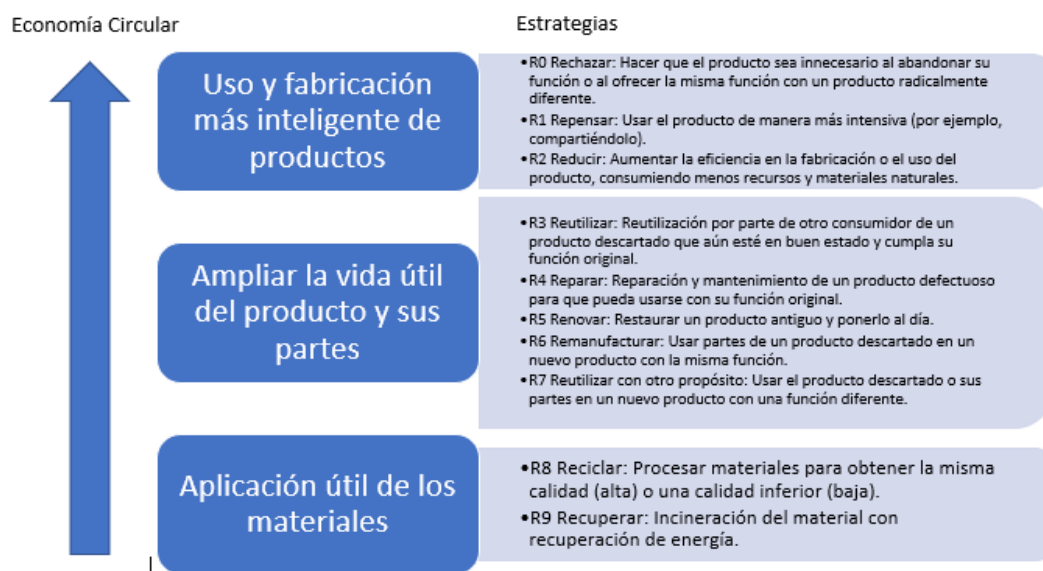 Economía Circular
Estrategias
Uso y fabricación
más inteligente de
productos
•R0 Rechazar: Hacer que el producto sea innecesario al abandonar su
función o al ofrecer la misma función con un producto radicalmente
diferente.
•R1 Repensar: Usar el producto de manera más intensiva (por ejemplo,
compartiéndolo).
•R2 Reducir: Aumentar la eficiencia en la fabricación o el uso del
producto, consumiendo menos recursos y materiales naturales.
Ampliar la vida útil
del producto y sus
partes
•R3 Reutilizar: Reutilización por parte de otro consumidor de un
producto descartado que aún esté en buen estado y cumpla su
función original.
•R4 Reparar: Reparación y mantenimiento de un producto defectuoso
para que pueda usarse con su función original.
•R5 Renovar: Restaurar un producto antiguo y ponerlo al día.
•R6 Remanufacturar: Usar partes de un producto descartado en un
nuevo producto con la misma función.
•R7 Reutilizar con otro propósito: Usar el producto descartado o sus
partes en un nuevo producto con una función diferente.
Aplicación útil de los
materiales
•R8 Reciclar: Procesar materiales para obtener la misma
calidad (alta) o una calidad inferior (baja).
•R9 Recuperar: Incineración del material con
recuperación de energía.